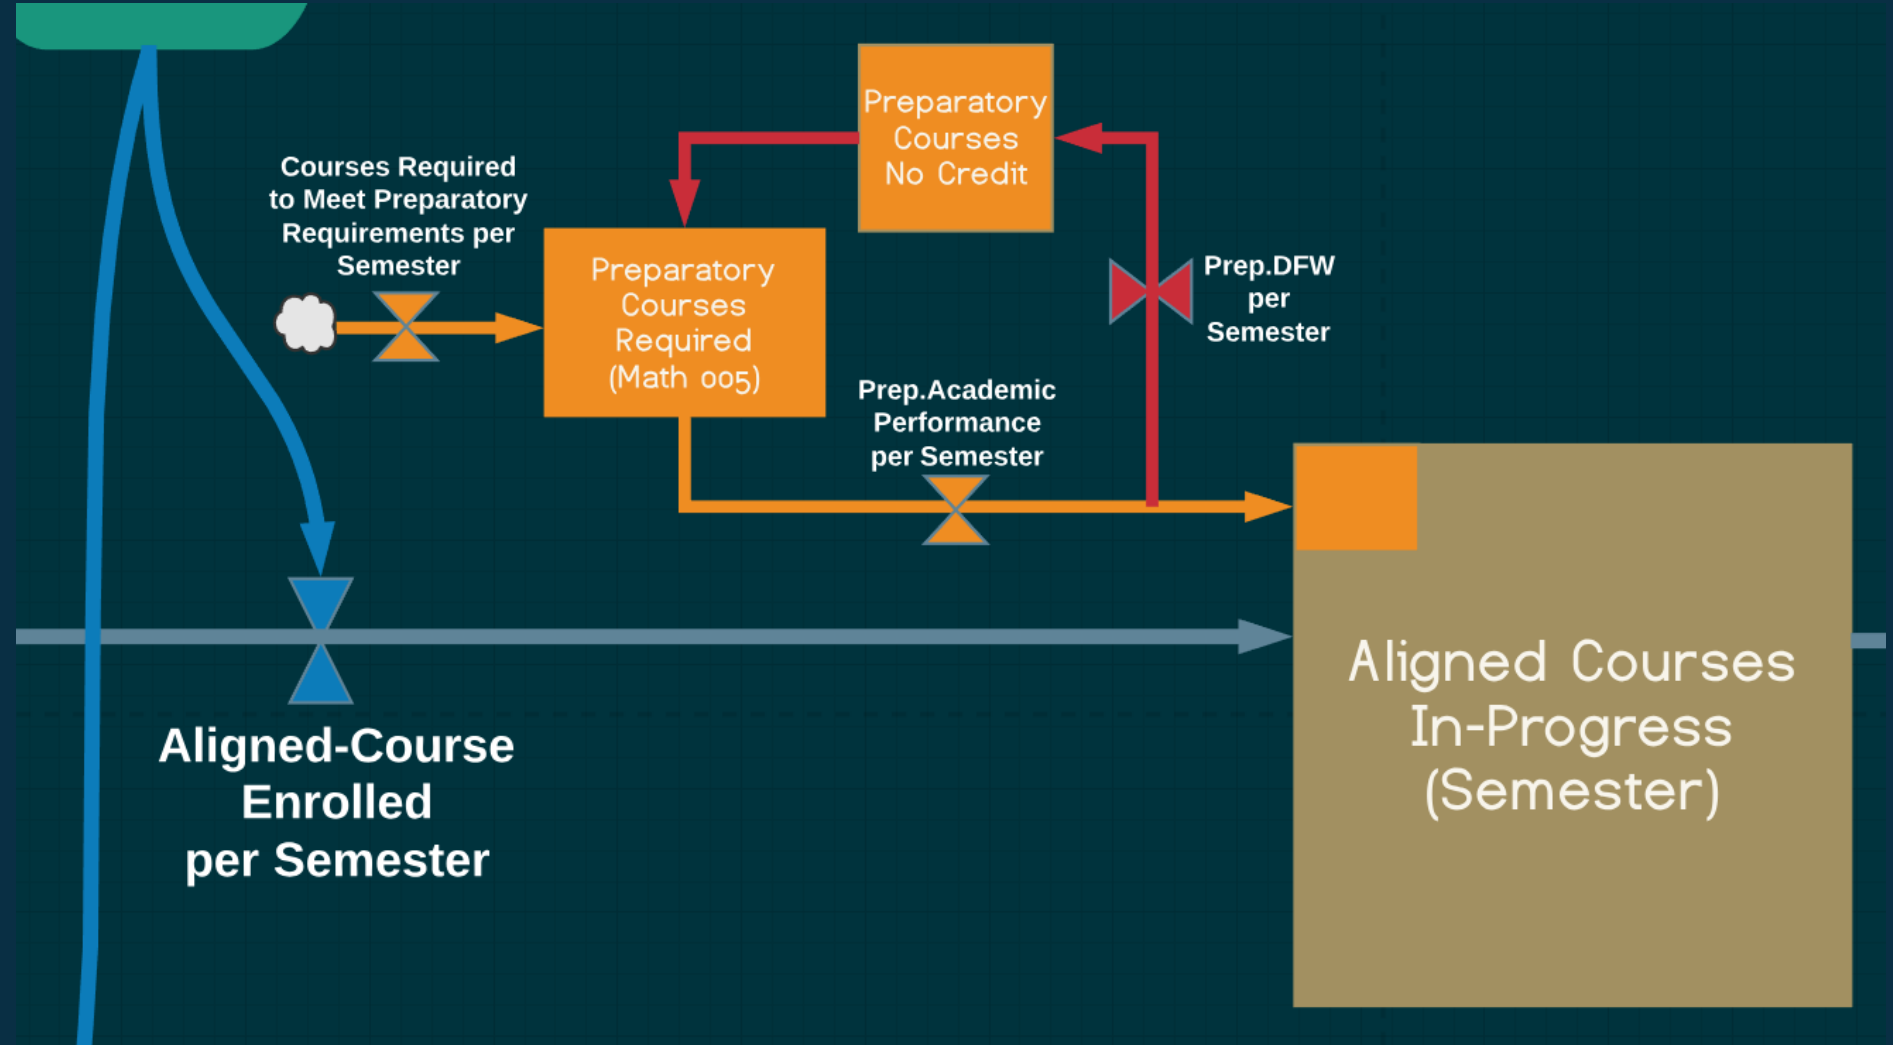 Preparatory
Courses
No Credit
Courses Required
to Meet Preparatory
Requirements per
Semester
Preparatory
Courses
Required
(Math 005)
Prep.DFW
per
Semester
Prep.Academic
Performance
per Semester
Aligned Courses
In-Progress
(Semester)
Aligned-Course
Enrolled
per Semester